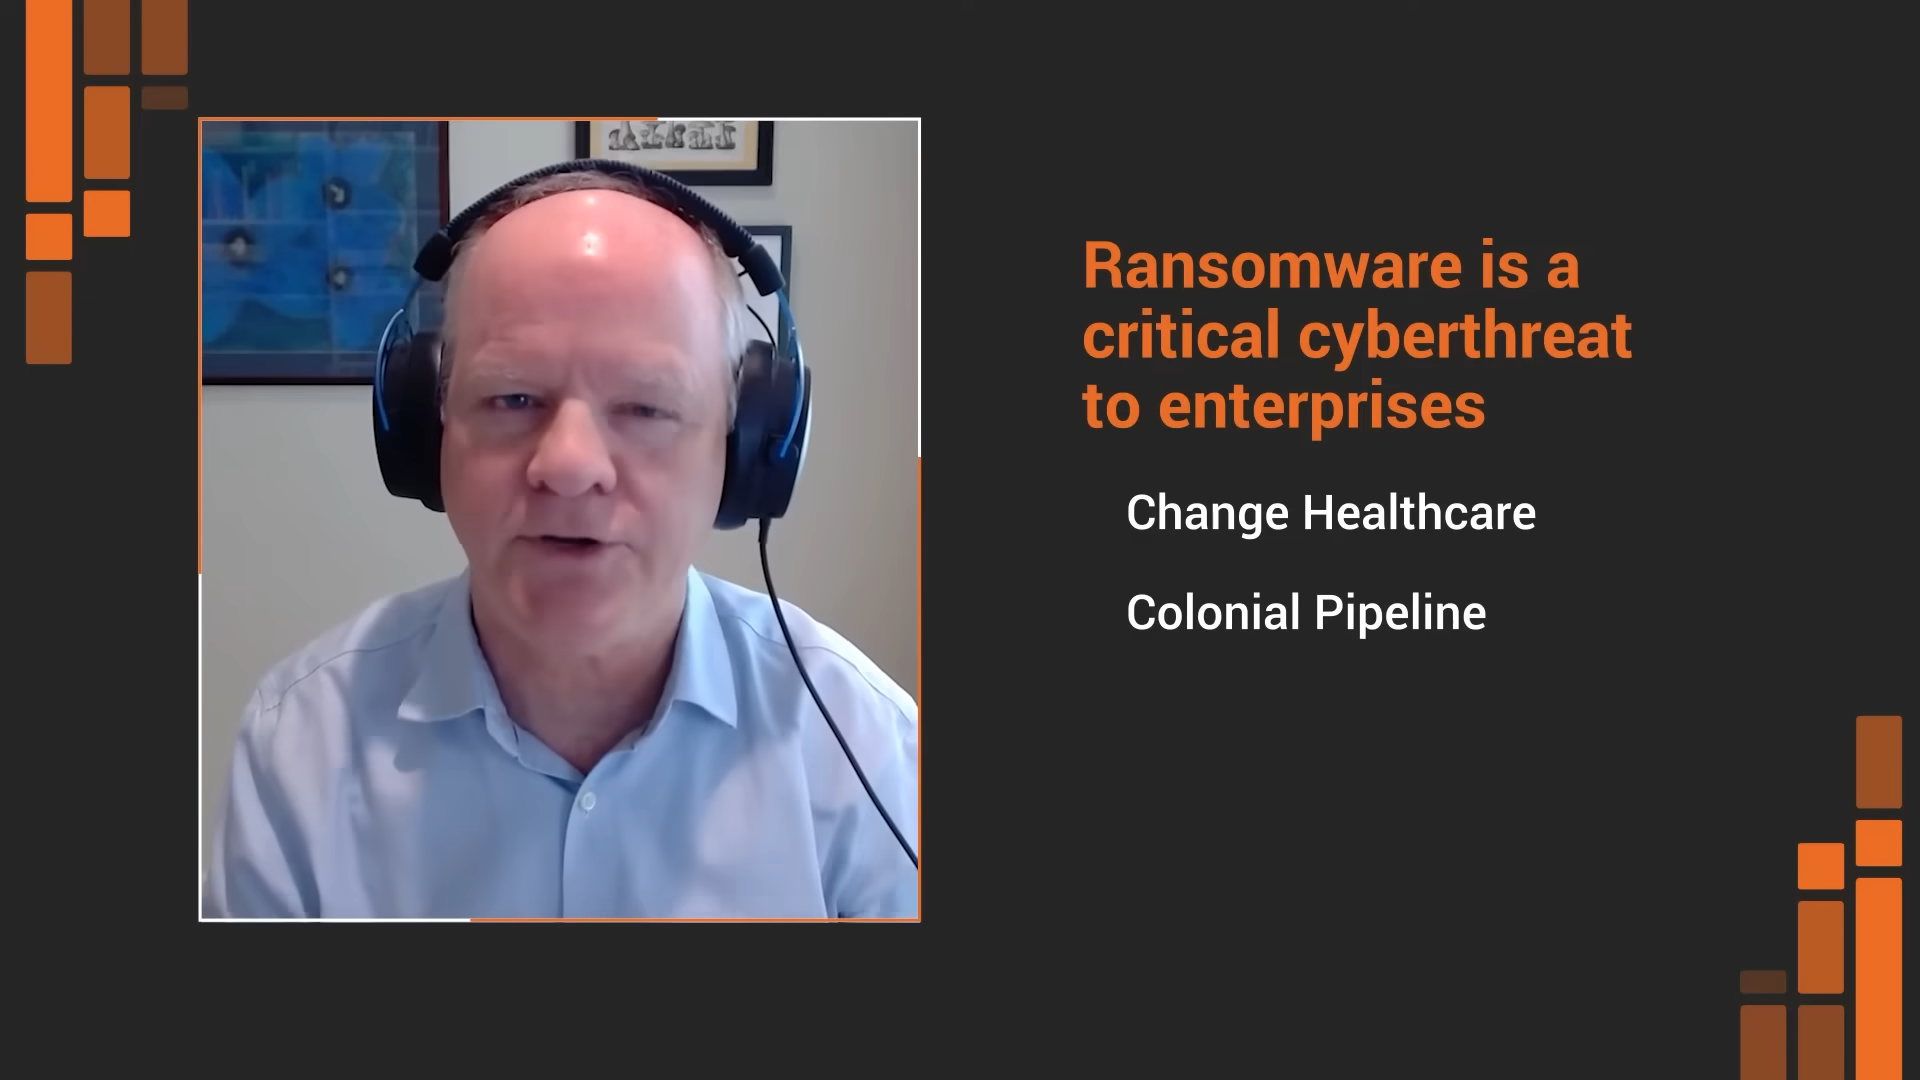 Ransomware is a
critical cyberthreat
to enterprises
Change Healthcare
Colonial Pipeline